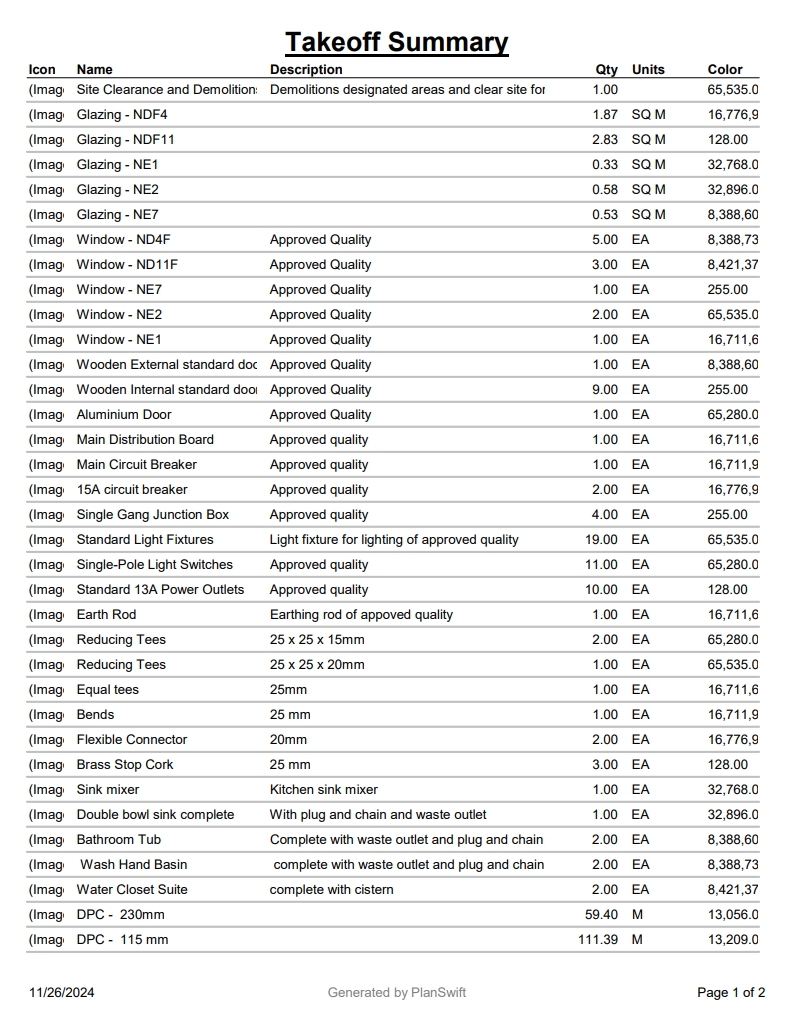 Takeoff Summary
Icon Name Description Qty Units Color
(Imag Site Clearance and Demolitions Demolitions designated areas and clear site for 1.00 65,535.0
(Imag Glazing - NDF4 1.87 SQ M 16,776,9
(Imag Glazing - NDF11 2.83 SQ M 128.00
(Imag Glazing - NE1 0.33 SQ M 32,768.0
(Imag Glazing - NE2 0.58 SQ M 32,896.0
(Imag Glazing - NE7 0.53 SQ M 8,388,60
(Imag Window - ND4F Approved Quality 5.00 EA 8,388,73
(Imag Window - ND11F Approved Quality 3.00 EA 8,421,37
(Imag Window - NE7 Approved Quality 1.00 EA 255.00
(Imag Window - NE2 Approved Quality 2.00 EA 65,535.0
(Imag Window - NE1 Approved Quality 1.00 EA 16,711,6
(Imag Wooden External standard doo Approved Quality 1.00 EA 8,388,60
(Imag Wooden Internal standard door Approved Quality 9.00 EA 255.00
(Imag Aluminium Door Approved Quality 1.00 EA 65,280.0
(Imag Main Distribution Board Approved quality 1.00 EA 16,711,6
(Imag Main Circuit Breaker Approved quality 1.00 EA 16,711,9
(Imag 15A circuit breaker Approved quality 2.00 EA 16,776,9
(Imag Single Gang Junction Box Approved quality 4.00 EA 255.00
(Imag Standard Light Fixtures Light fixture for lighting of approved quality 19.00 EA 65,535.0
(Imag Single-Pole Light Switches Approved quality 11.00 EA 65,280.0
(Imag Standard 13A Power Outlets Approved quality 10.00 EA 128.00
(Imag Earth Rod Earthing rod of appoved quality 1.00 EA 16,711,6
(Imag Reducing Tees 25 x 25 x 15mm 2.00 EA 65,280.0
(Imag Reducing Tees 25 x 25 x 20mm 1.00 EA 65,535.0
(Imag Equal tees 25mm 1.00 EA 16,711,6
(Imag Bends 25 mm 1.00 EA 16,711,9
(Imag Flexible Connector 20mm 2.00 EA 16,776,9
(Imag Brass Stop Cork 25 mm 3.00 EA 128.00
(Imag Sink mixer Kitchen sink mixer 1.00 EA 32,768.0
(Imag Double bowl sink complete With plug and chain and waste outlet 1.00 EA 32,896.0
(Imag Bathroom Tub Complete with waste outlet and plug and chain 2.00 EA 8,388,60
(Imag Wash Hand Basin complete with waste outlet and plug and chain 2.00 EA 8,388,73
(Imag Water Closet Suite complete with cistern 2.00 EA 8,421,37
(Imag DPC - 230mm 59.40 M 13,056.0
(Imag DPC - 115 mm 111.39 M 13,209.0
11/26/2024 Generated by PlanSwift Page 1 of 2